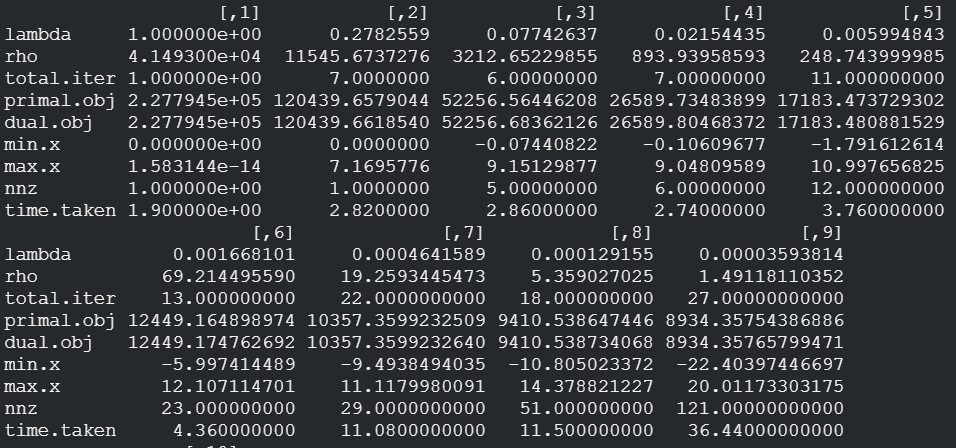 [,1] [,2] [,3] [,4] [,5]
lambda 1.000000e+00 0.2782559 0.07742637 0.02154435 0.005994843
rho 4.149300e+04 11545.6737276 3212.65229855 893.93958593 248.743999985
total.iter 1.000000e+00 7.0000000 6.00000000 7.00000000 11.000000000
primal.obj 2.277945e+05 120439.6579044 52256.56446208 26589.73483899 17183.473729302
dual.obj 2.277945e+05 120439.6618540 52256.68362126 26589.80468372 17183.480881529
min.x 0.000000e+00 0.0000000 -0.07440822 -0.10609677 -1.791612614
max.x 1.583144e-14 7.1695776 9.15129877 9.04809589 10.997656825
nnz 1.000000e+00 1.0000000 5.00000000 6.00000000 12.000000000
time.taken 1.900000e+00 2.8200000 2.86000000 2.74000000 3.760000000
[,6] [,7] [,8] [,9]
lambda 0.001668101 0.0004641589 0.000129155 0.00003593814
rho 69.214495590 19.2593445473 5.359027025 1.49118110352
total.iter 13.000000000 22.0000000000 18.000000000 27.00000000000
primal.obj 12449.164898974 10357.3599232509 9410.538647446 8934.35754386886
dual.obj 12449.174762692 10357.3599232640 9410.538734068 8934.35765799471
min.x -5.997414489 -9.4938494035 -10.805023372 -22.40397446697
max.x 12.107114701 11.1179980091 14.378821227 20.01173303175
nnz 23.000000000 29.0000000000 51.000000000 121.00000000000
time.taken 4.360000000 11.0800000000 11.500000000 36.44000000000